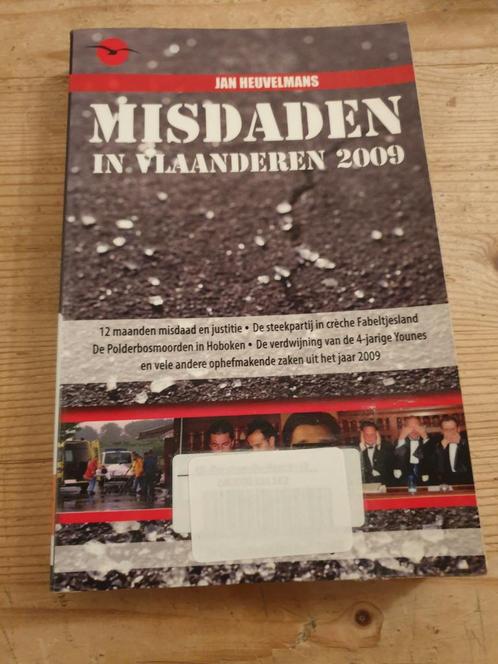 JAN HEUVELMANS
MISDADEN
IN VLAANDEREN 2009
12 maanden misdaad en justitie • De steekpartij in crèche Fabeltjesland
De Polderbosmoorden in Hoboken • De verdwijning van de 4-jarige Younes
en vele andere ophefmakende zaken uit het jaar 2009